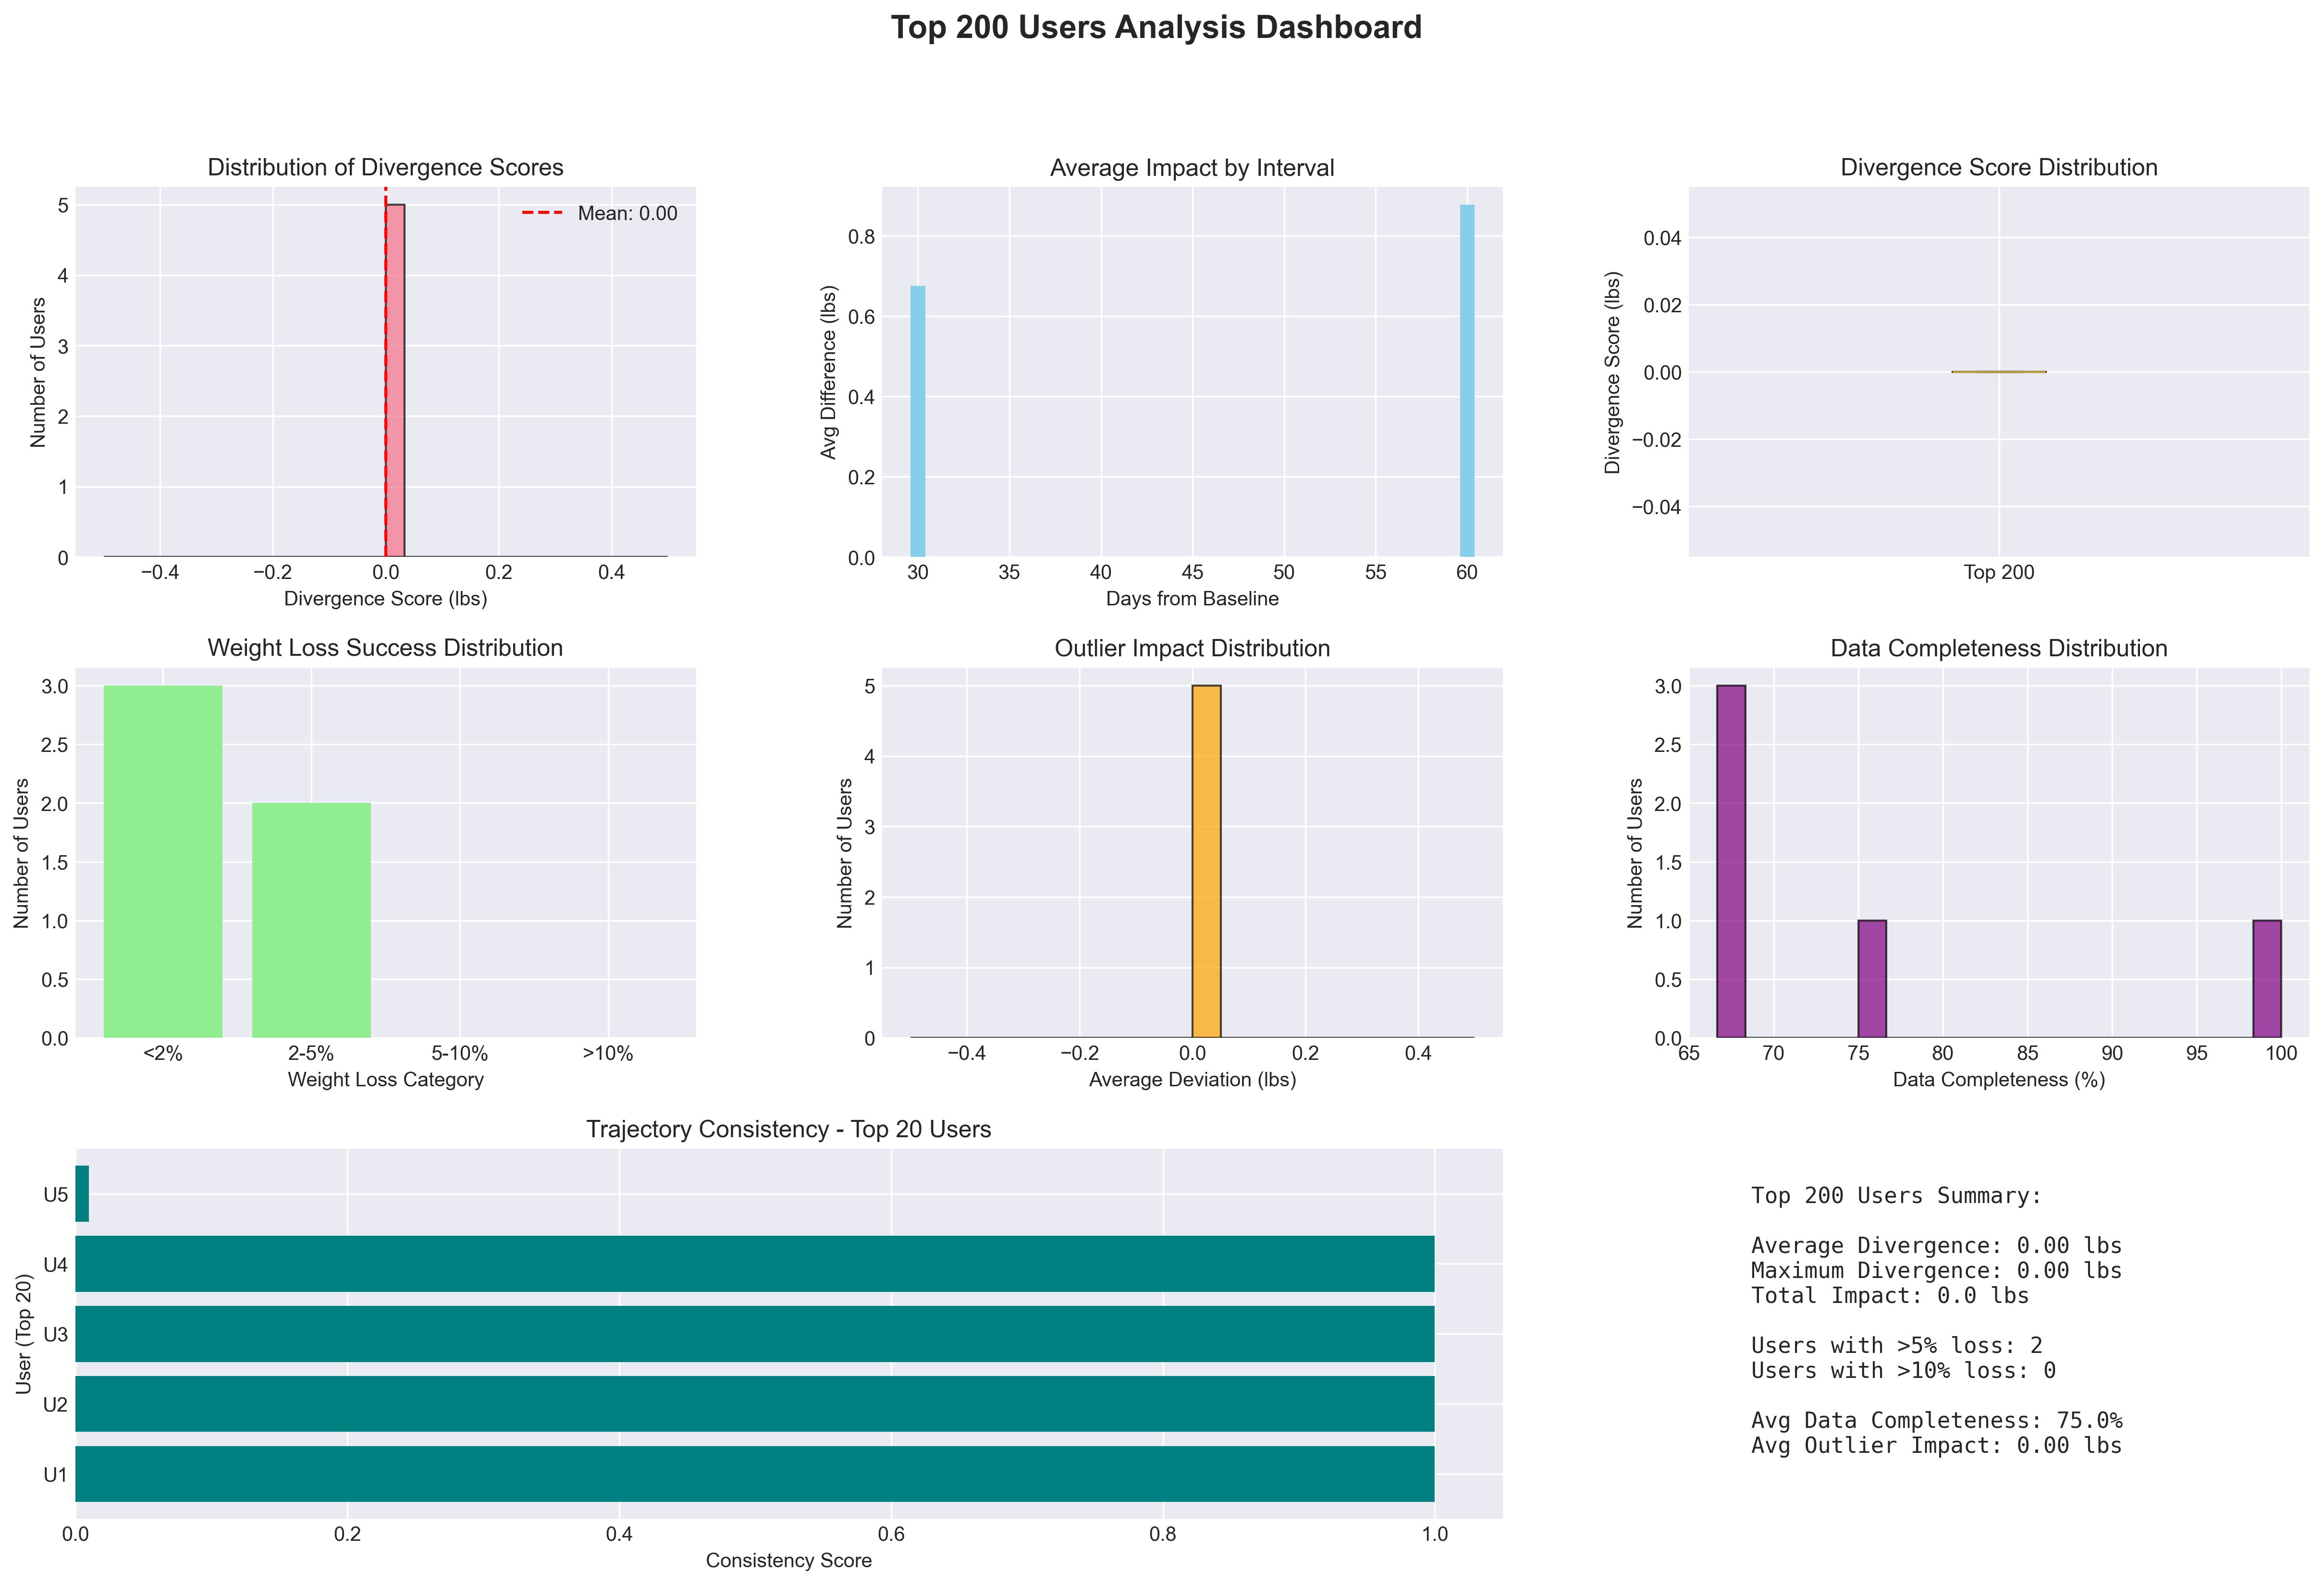 Top 200 Users Analysis Dashboard
Distribution of Divergence Scores
Number of Users
5
4
3
2
1
0
Mean: 0.00
−0.4 −0.2 0.0 0.2 0.4
Divergence Score (lbs)
Average Impact by Interval
Avg Difference (lbs)
0.8
0.6
0.4
0.2
0.0
30 35 40 45 50 55 60
Days from Baseline
Divergence Score Distribution
Divergence Score (lbs)
0.04
0.02
0.00
−0.02
−0.04
Top 200
Weight Loss Success Distribution
Number of Users
3.0
2.5
2.0
1.5
1.0
0.5
0.0
<2% 2-5% 5-10% >10%
Weight Loss Category
Outlier Impact Distribution
Number of Users
5
4
3
2
1
0
−0.4 −0.2 0.0 0.2 0.4
Average Deviation (lbs)
Data Completeness Distribution
Number of Users
3.0
2.5
2.0
1.5
1.0
0.5
0.0
65 70 75 80 85 90 95 100
Data Completeness (%)
Trajectory Consistency - Top 20 Users
User (Top 20)
U5
U4
U3
U2
U1
0.0 0.2 0.4 0.6 0.8 1.0
Consistency Score
Top 200 Users Summary:
Average Divergence: 0.00 lbs
Maximum Divergence: 0.00 lbs
Total Impact: 0.0 lbs
Users with >5% loss: 2
Users with >10% loss: 0
Avg Data Completeness: 75.0%
Avg Outlier Impact: 0.00 lbs